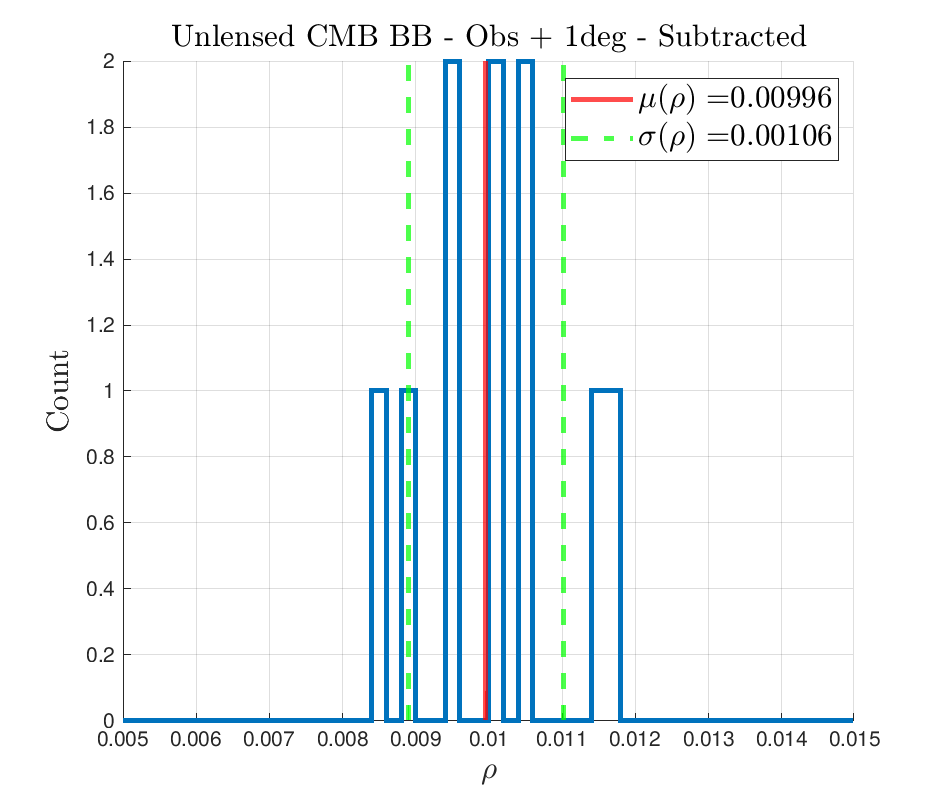 Unlensed CMB BB - Obs + 1deg - Subtracted
μ(ρ) =0.00996
σ(ρ) =0.00106
2
1.8
1.6
1.4
1.2
1
0.8
0.6
0.4
0.2
0
Count
0.005 0.006 0.007 0.008 0.009 0.01 0.011 0.012 0.013 0.014 0.015
ρ